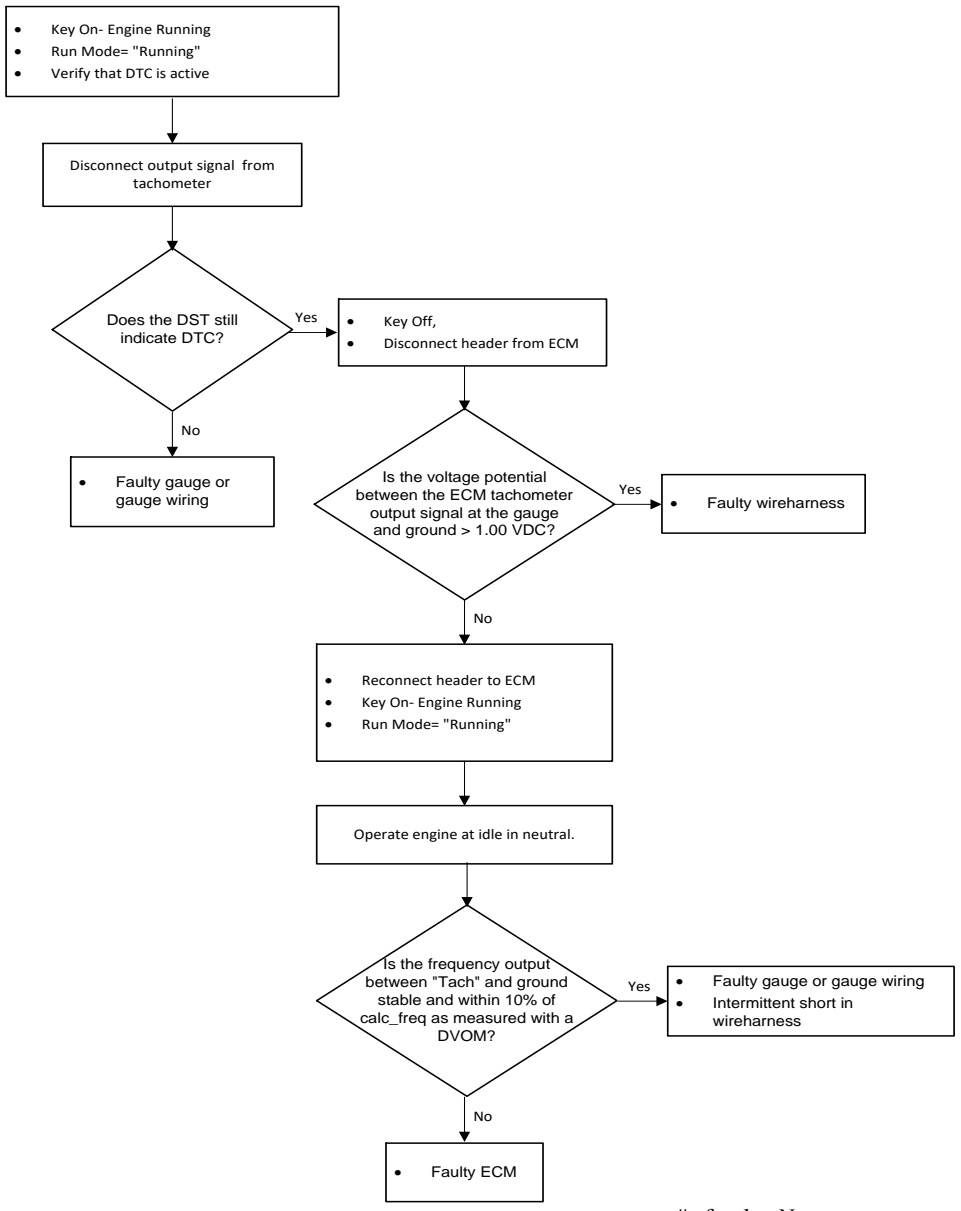 • Key On- Engine Running
• Run Mode= "Running"
• Verify that DTC is active
Disconnect output signal from
tachometer
Does the DST still
indicate DTC?
Yes
• Key Off,
• Disconnect header from ECM
No
• Faulty gauge or
gauge wiring
Is the voltage potential
between the ECM tachometer
output signal at the gauge
and ground > 1.00 VDC?
Yes
• Faulty wireharness
No
• Reconnect header to ECM
• Key On- Engine Running
• Run Mode= "Running"
Operate engine at idle in neutral.
Is the frequency output
between "Tach" and ground
stable and within 10% of
calc_freq as measured with a
DVOM?
Yes
• Faulty gauge or gauge wiring
• Intermittent short in
wireharness
No
• Faulty ECM